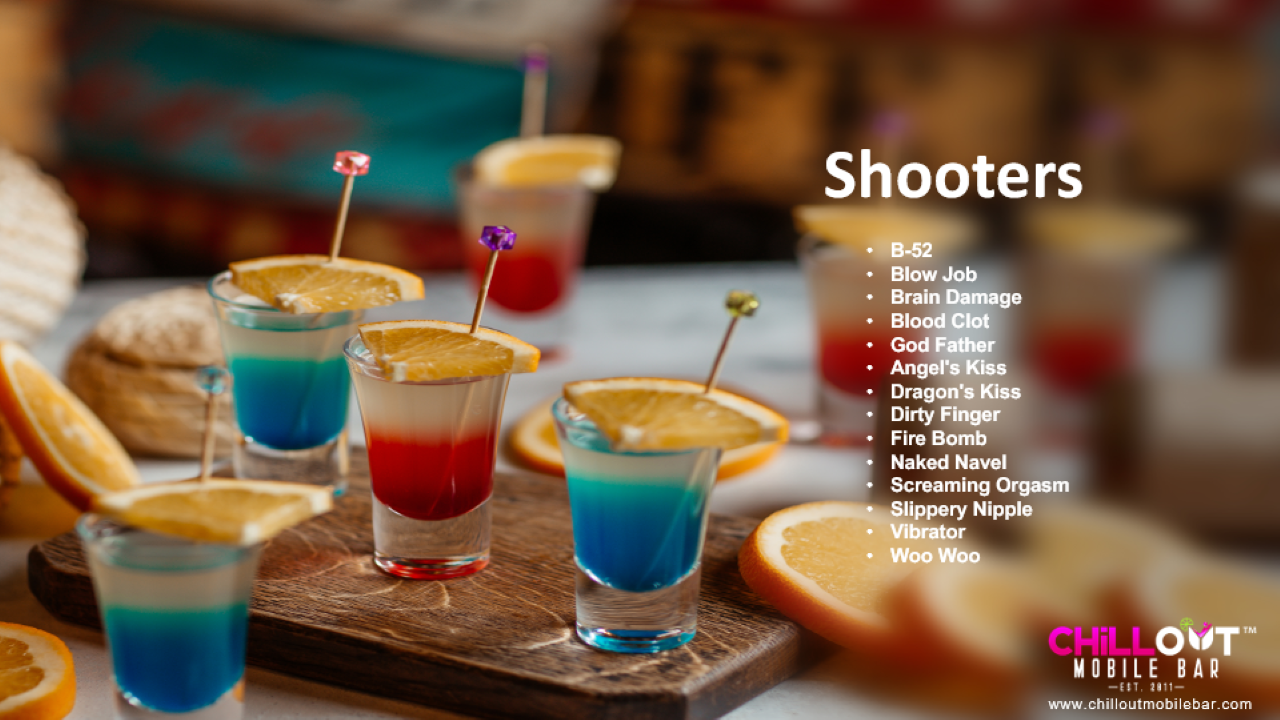 Shooters
• B-52
• Blow Job
• Brain Damage
• Blood Clot
• God Father
• Angel's Kiss
• Dragon's Kiss
• Dirty Finger
• Fire Bomb
• Naked Navel
• Screaming Orgasm
• Slippery Nipple
• Vibrator
• Woo Woo
CHiLLOUT™
MOBILE BAR
—EST. 2011—
www.chilloutmobilebar.com